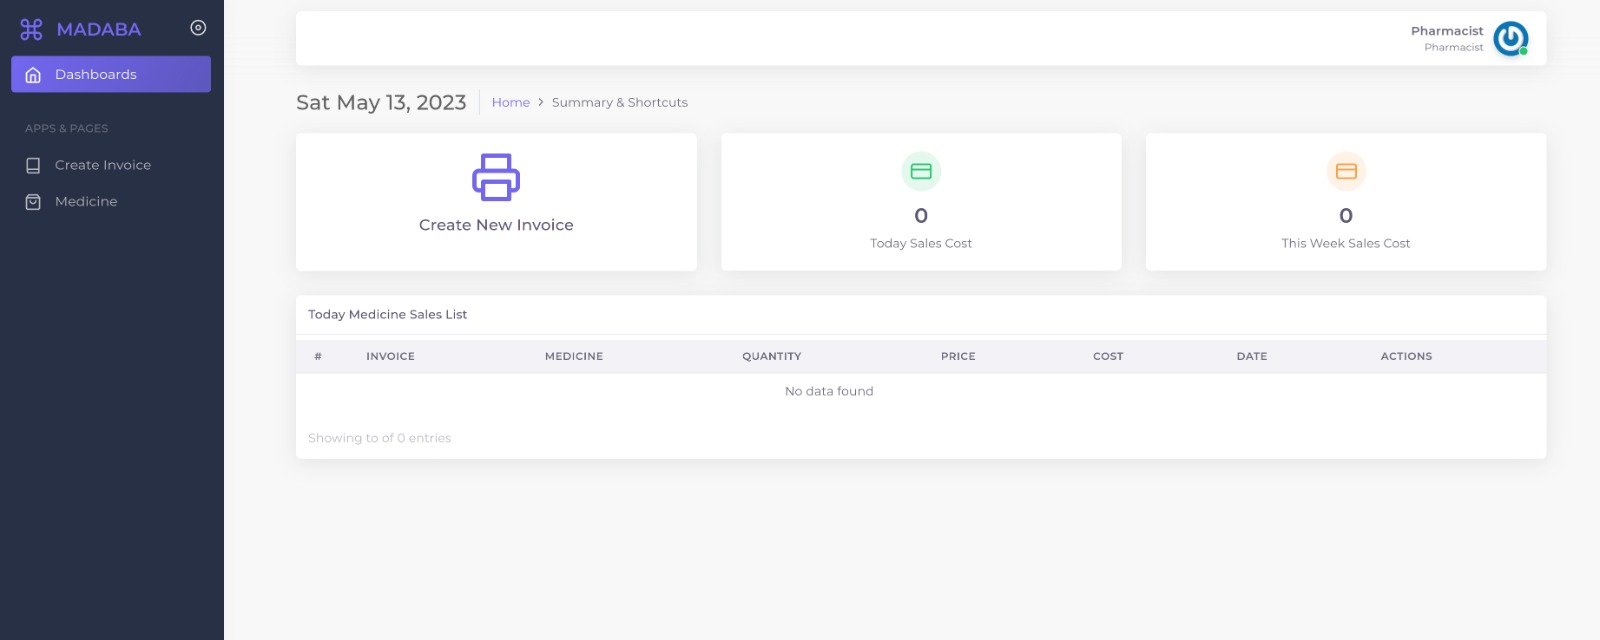 MADABA
Dashboards
APPS & PAGES
Create Invoice
Medicine
Pharmacist
Pharmacist
Sat May 13, 2023
Home > Summary & Shortcuts
Create New Invoice
0
Today Sales Cost
0
This Week Sales Cost
Today Medicine Sales List
# INVOICE MEDICINE QUANTITY PRICE COST DATE ACTIONS
No data found
Showing to of 0 entries